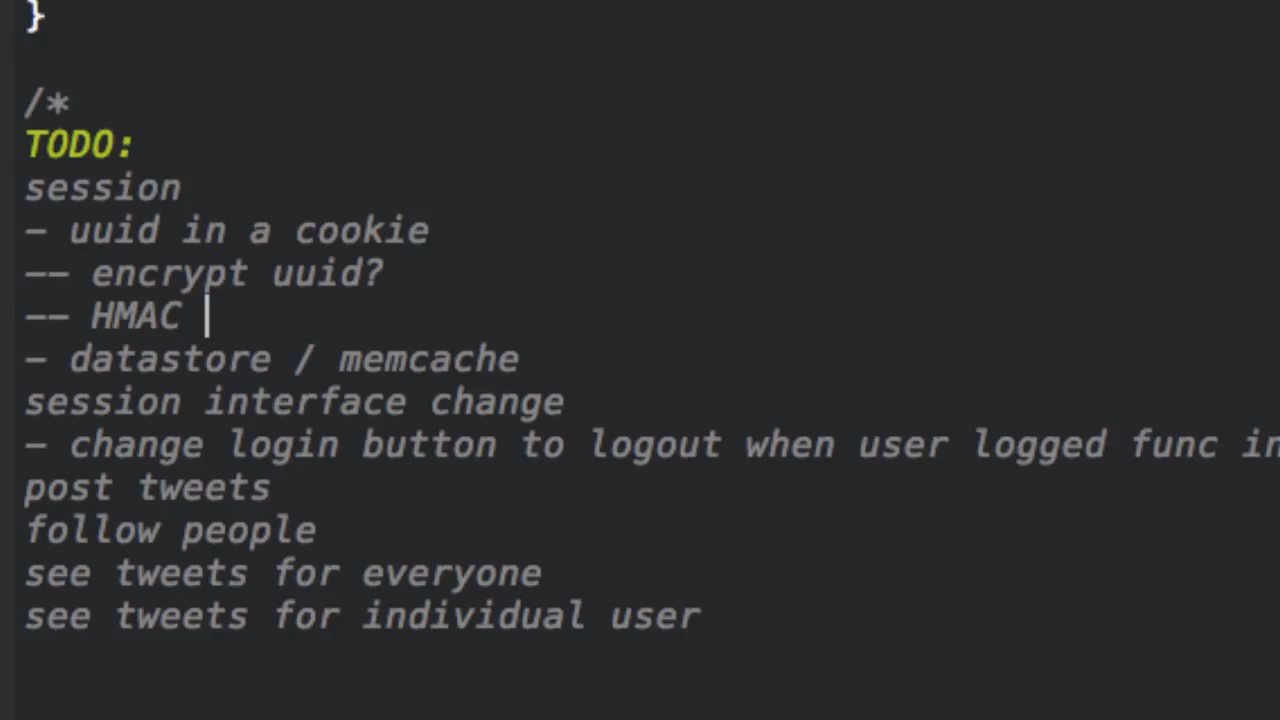 }
/*
TODO:
session
– uuid in a cookie
–– encrypt uuid?
–– HMAC
– datastore / memcache
session interface change
– change login button to logout when user logged func in
post tweets
follow people
see tweets for everyone
see tweets for individual user